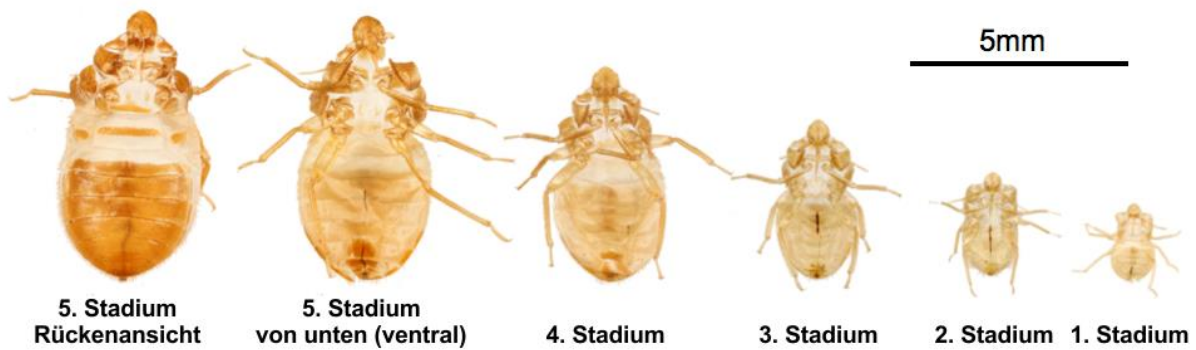 5mm
5. Stadium
Rückenansicht
5. Stadium
von unten (ventral)
4. Stadium
3. Stadium
2. Stadium
1. Stadium